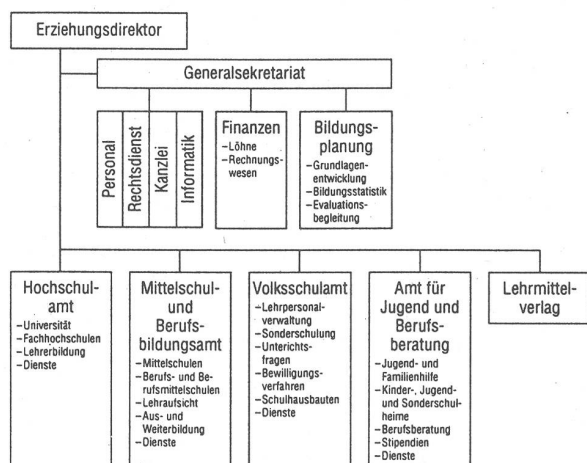 Erziehungsdirektor
Generalsekretariat
Personal
Rechtsdienst
Kanzlei
Informatik
Finanzen
–Löhne
–Rechnungs-
wesen
Bildungs-
planung
–Grundlagen-
entwicklung
–Bildungsstatistik
–Evaluations-
begleitung
Hochschul-
amt
–Universität
–Fachhochschulen
–Lehrerbildung
–Dienste
Mittelschul-
und
Berufs-
bildungsamt
–Mittelschulen
–Berufs- und Be-
rufsmittelschulen
–Lehraufsicht
–Aus- und
Weiterbildung
–Dienste
Volksschulamt
–Lehrpersonal-
verwaltung
–Sonderschulung
–Unterichts-
fragen
–Bewilligungs-
verfahren
–Schulhausbauten
–Dienste
Amt für
Jugend und
Berufs-
beratung
–Jugend- und
Familienhilfe
–Kinder-, Jugend-
und Sonderschul-
heime
–Berufsberatung
–Stipendien
–Dienste
Lehrmittel-
verlag